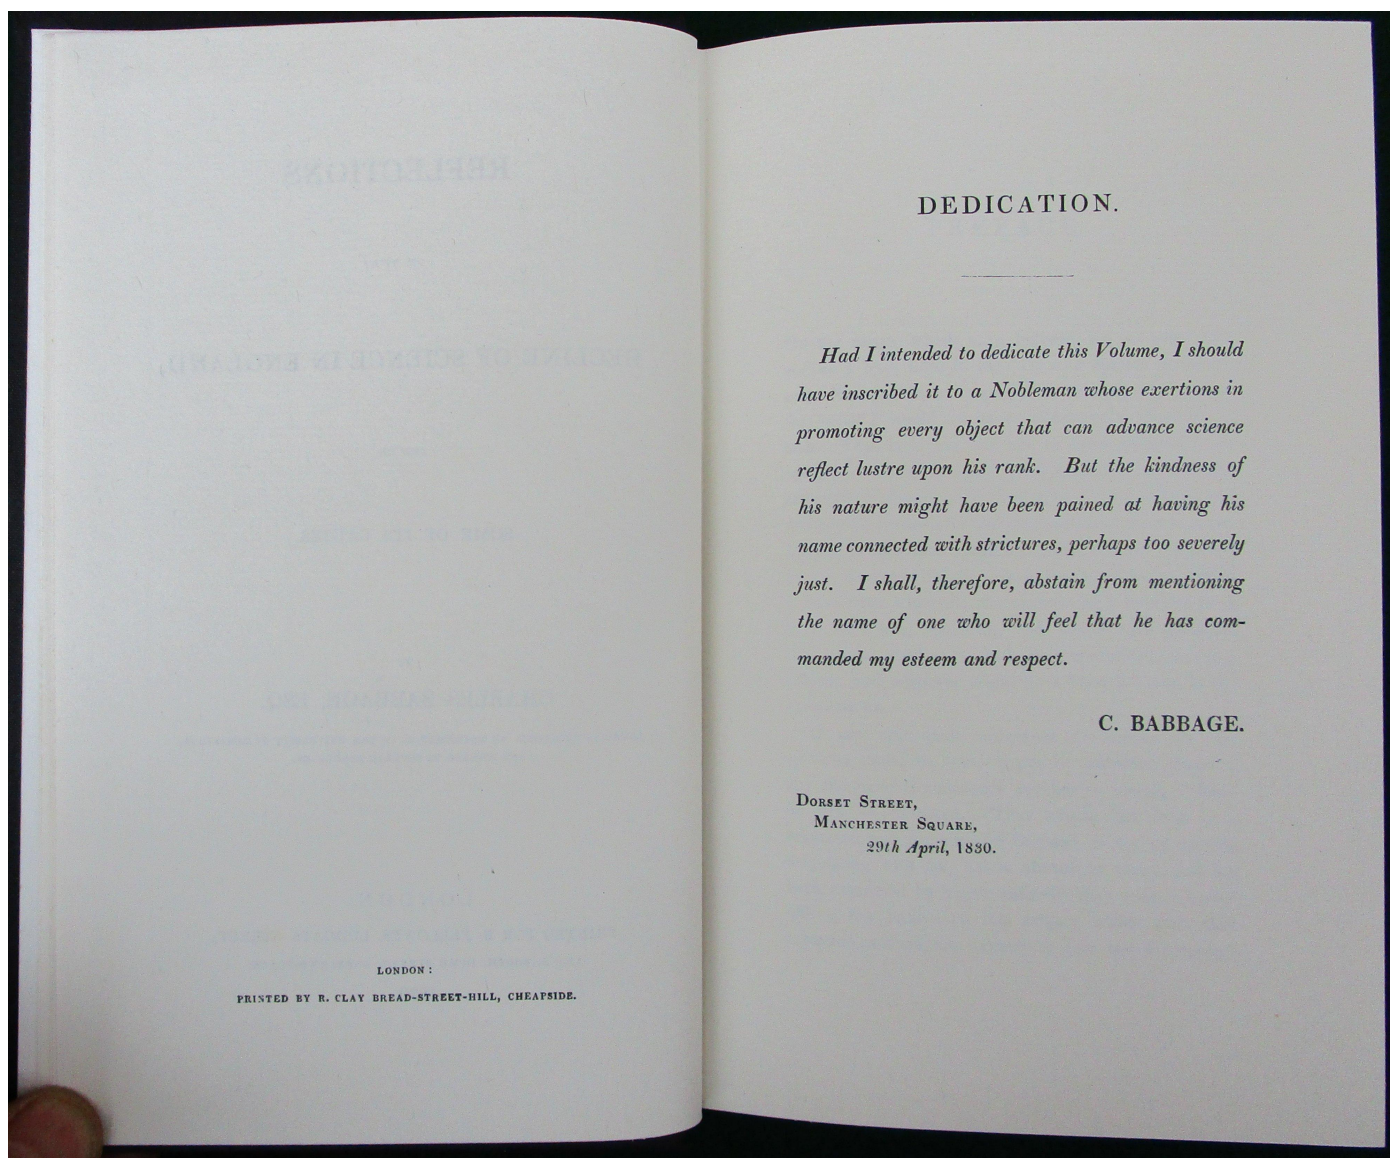 LONDON:
PRINTED BY R. CLAY BREAD-STREET-HILL, CHEAPSIDE.
DEDICATION.
Had I intended to dedicate this Volume, I should
have inscribed it to a Nobleman whose exertions in
promoting every object that can advance science
reflect lustre upon his rank. But the kindness of
his nature might have been pained at having his
name connected with strictures, perhaps too severely
just. I shall, therefore, abstain from mentioning
the name of one who will feel that he has com-
manded my esteem and respect.
C. BABBAGE.
DORSET STREET,
MANCHESTER SQUARE,
29th April, 1830.